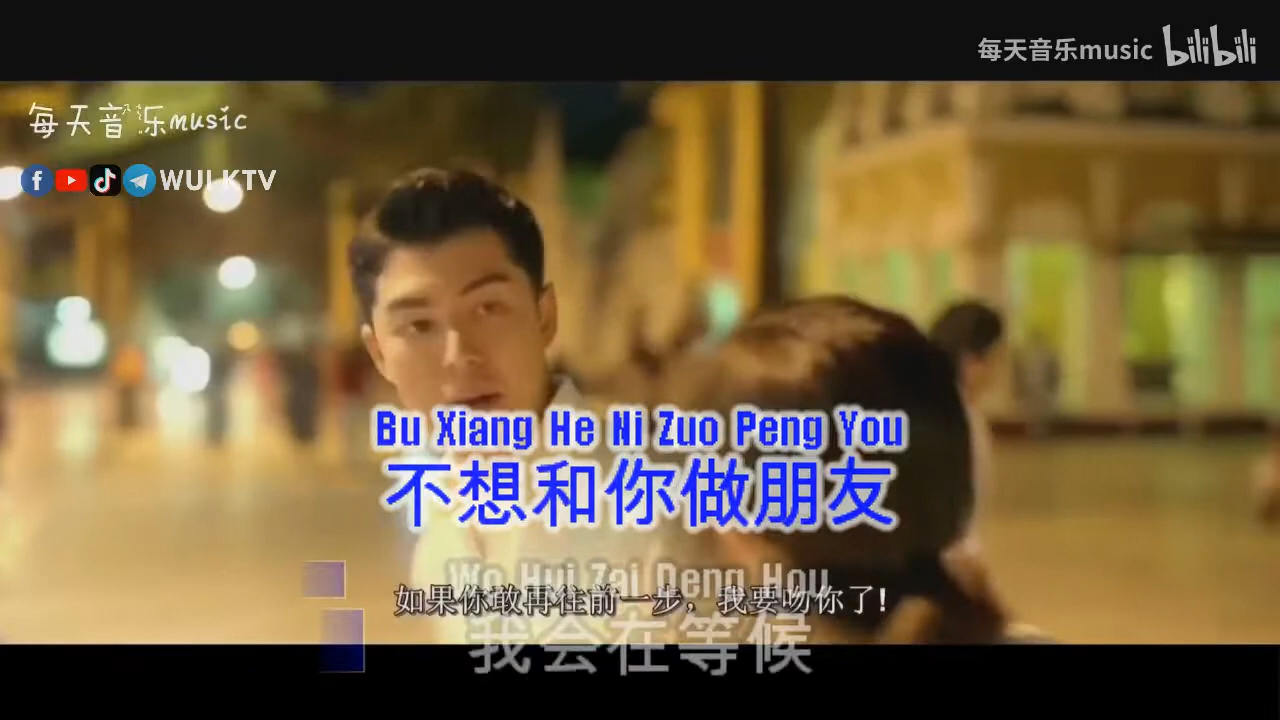 每天音乐music bilibili
每天音乐music
WUI KTV
Bu Xiang He Ni Zuo Peng You
不想和你做朋友
Wo Hui Zai Deng Hou
如果你敢再往前一步，我要吻你了!
我会在等候